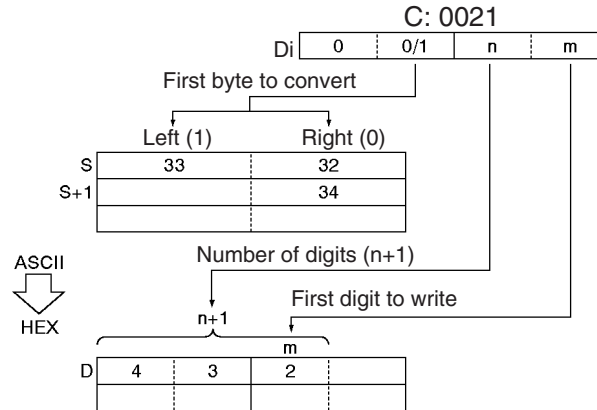 C: 0021
Di 0 0/1 n m
First byte to convert
Left (1) Right (0)
S 33 32
S+1 34
Number of digits (n+1)
ASCII
First digit to write
HEX
n+1
m
D 4 3 2